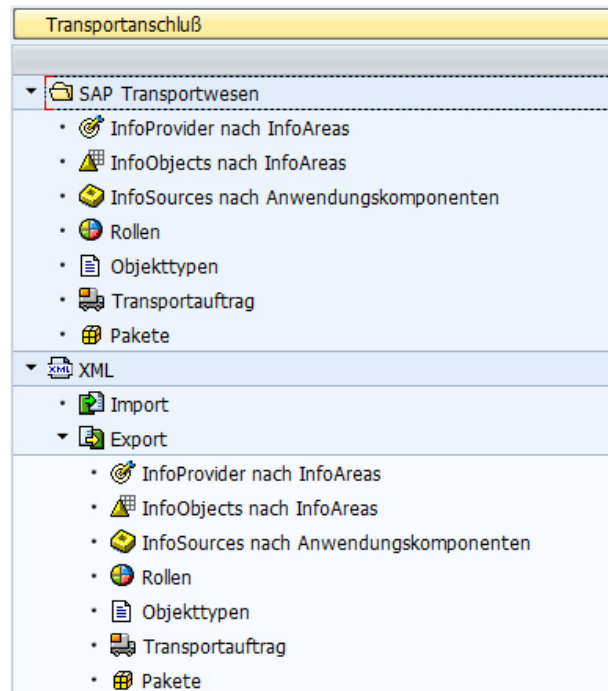 Transportanschluß
SAP Transportwesen
InfoProvider nach InfoAreas
InfoObjects nach InfoAreas
InfoSources nach Anwendungskomponenten
Rollen
Objekttypen
Transportauftrag
Pakete
XML XML
Import
Export
InfoProvider nach InfoAreas
InfoObjects nach InfoAreas
InfoSources nach Anwendungskomponenten
Rollen
Objekttypen
Transportauftrag
Pakete